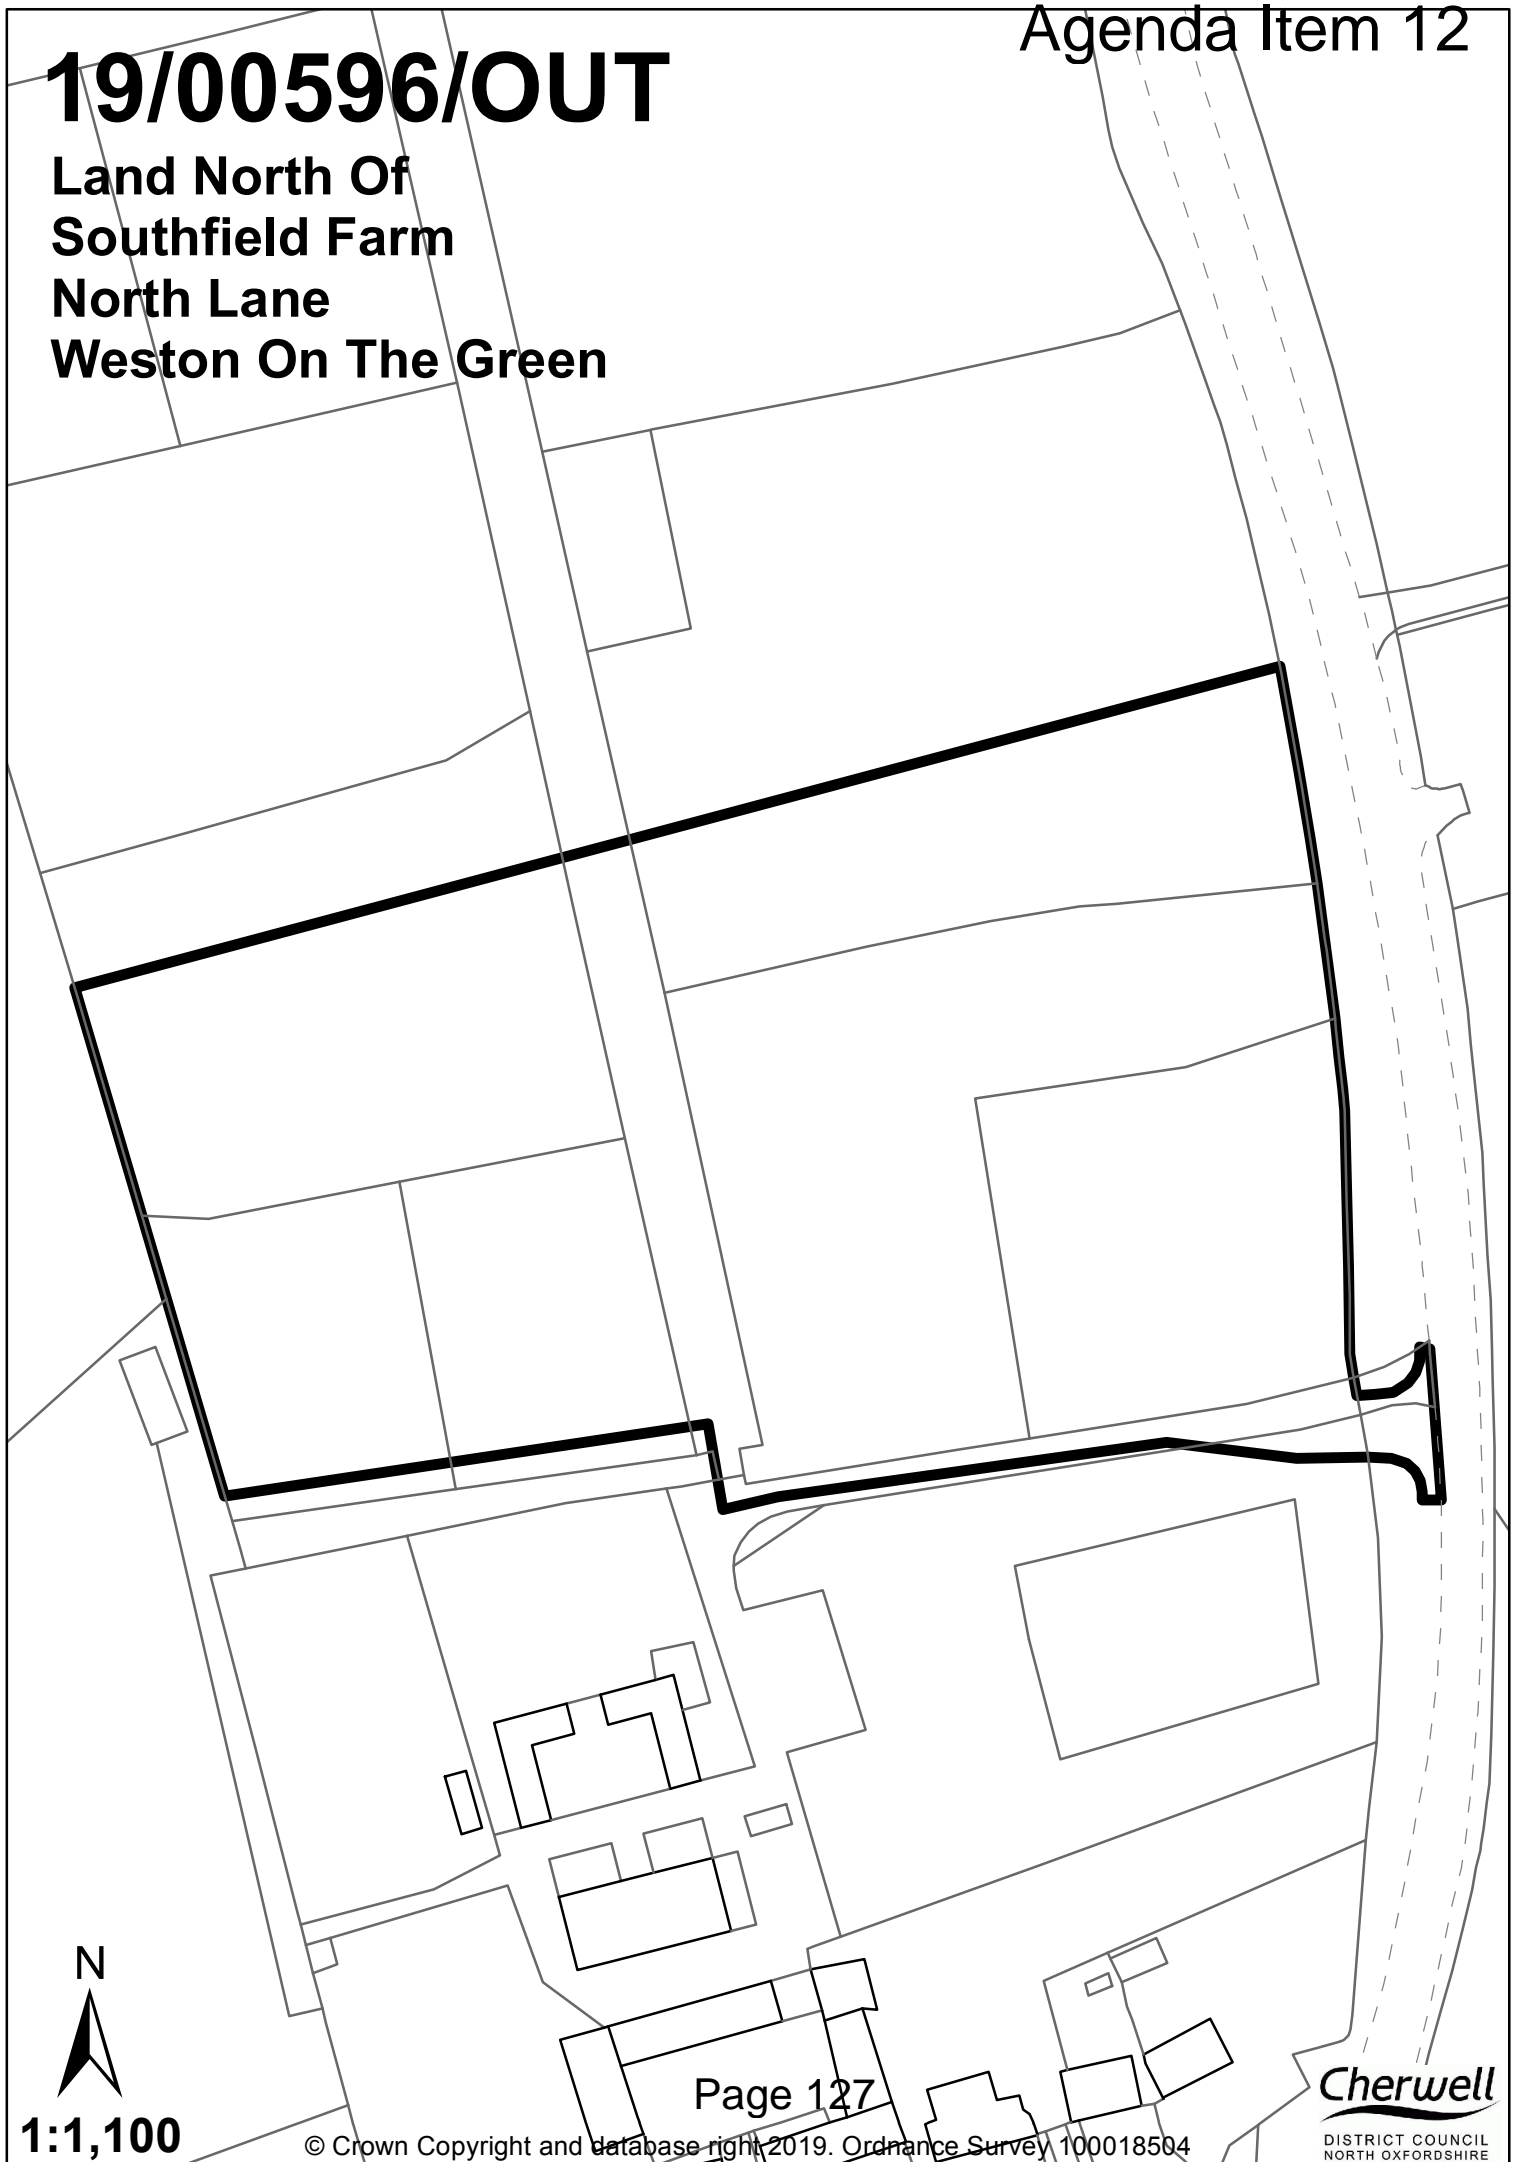 Agenda Item 12
19/00596/OUT
Land North Of
Southfield Farm
North Lane
Weston On The Green
N
1:1,100
Page 127
© Crown Copyright and database right 2019. Ordnance Survey 100018504
Cherwell
DISTRICT COUNCIL
NORTH OXFORDSHIRE